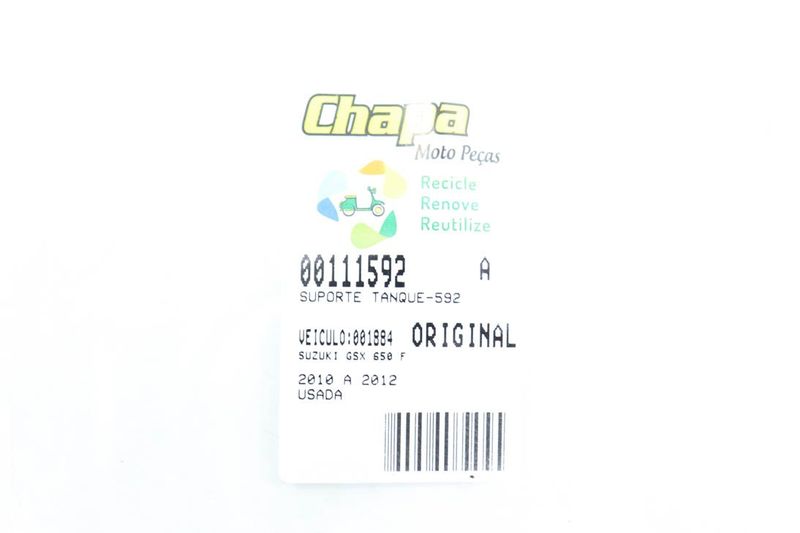 Chapa
Moto Peças
Recicle
Renove
Reutilize
00111592 A
SUPORTE TANQUE-592
VEICULO:001884 ORIGINAL
SUZUKI GSX 650 F
2010 A 2012
USADA